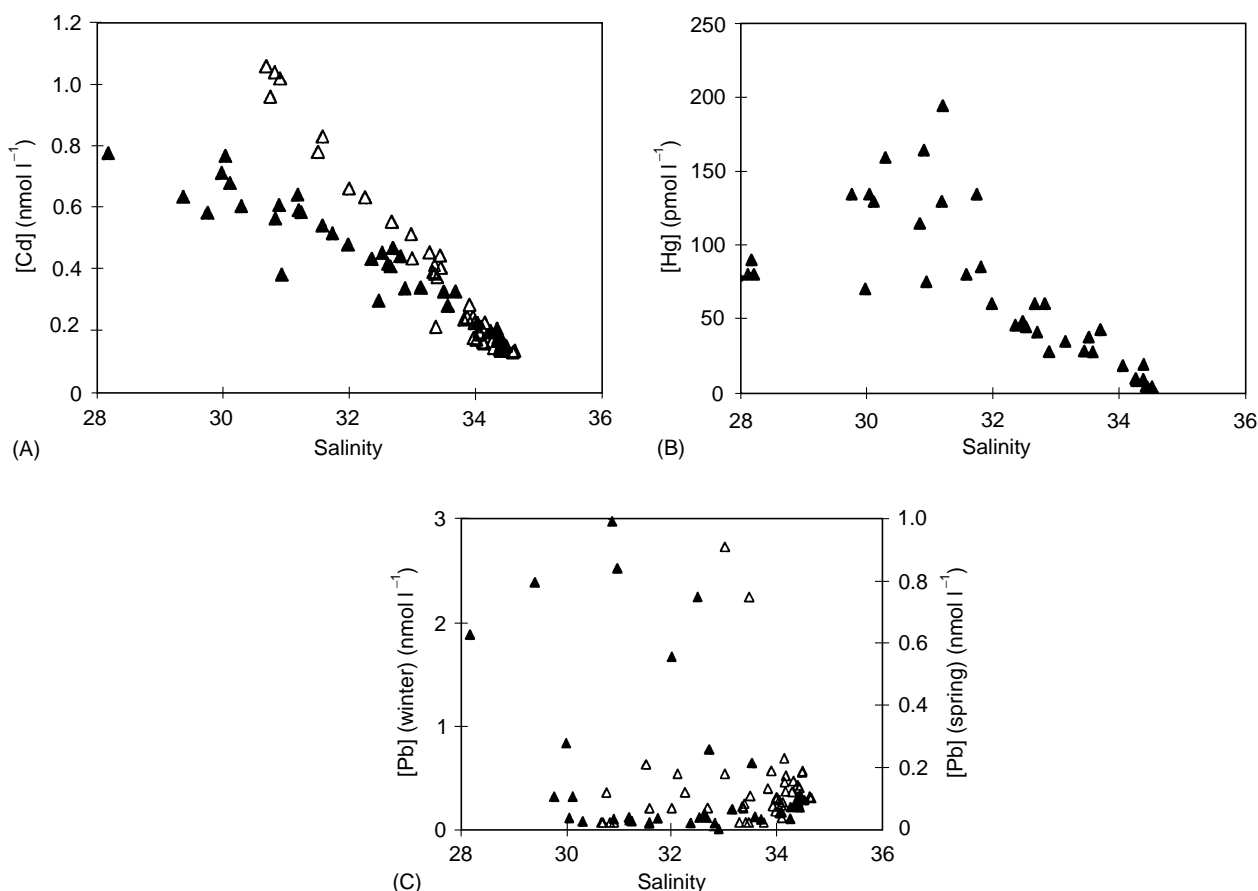 1.2
1.0
0.8
0.6
0.4
0.2
0
[Cd] (nmol l⁻¹)
28 30 32 34 36
Salinity
(A)
250
200
150
100
50
0
[Hg] (pmol l⁻¹)
28 30 32 34 36
Salinity
(B)
3
2
1
0
[Pb] (winter) (nmol l⁻¹)
1.0
0.8
0.6
0.4
0.2
0
[Pb] (spring) (nmol l⁻¹)
28 30 32 34 36
Salinity
(C)